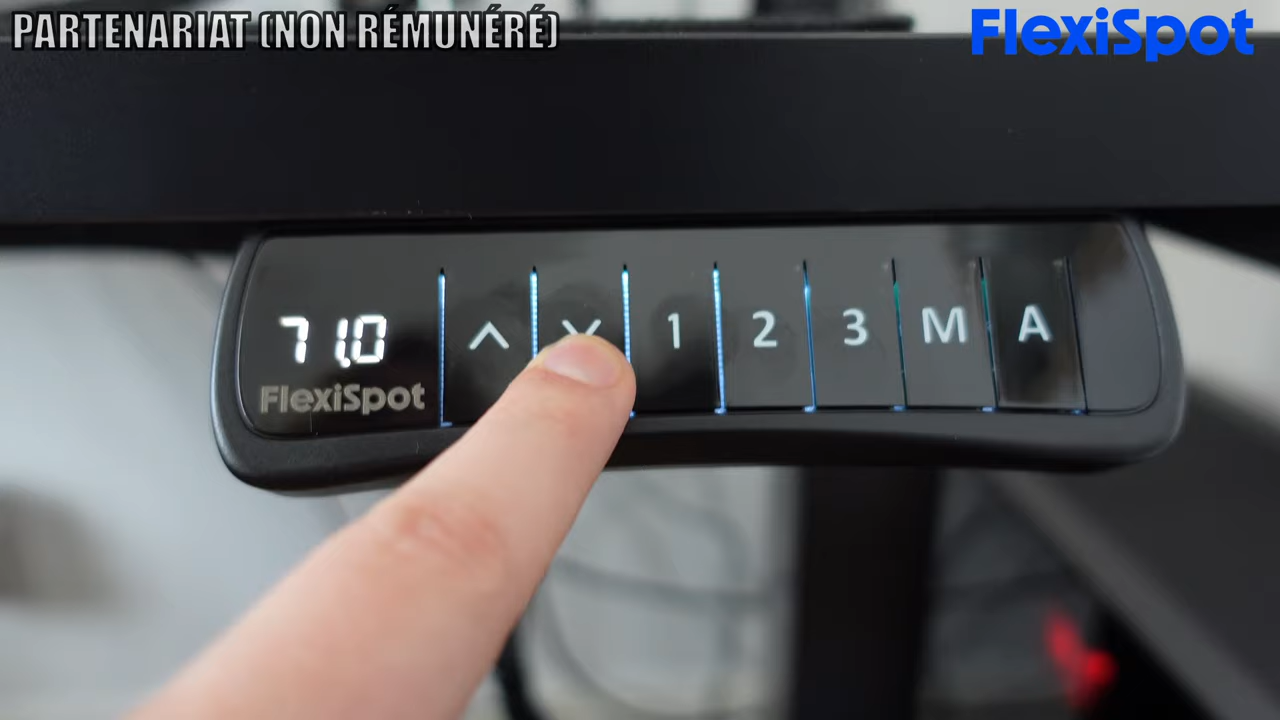 PARTENARIAT (NON RÉMUNÉRÉ)
FlexiSpot
71.0
1 2 3 M A
FlexiSpot